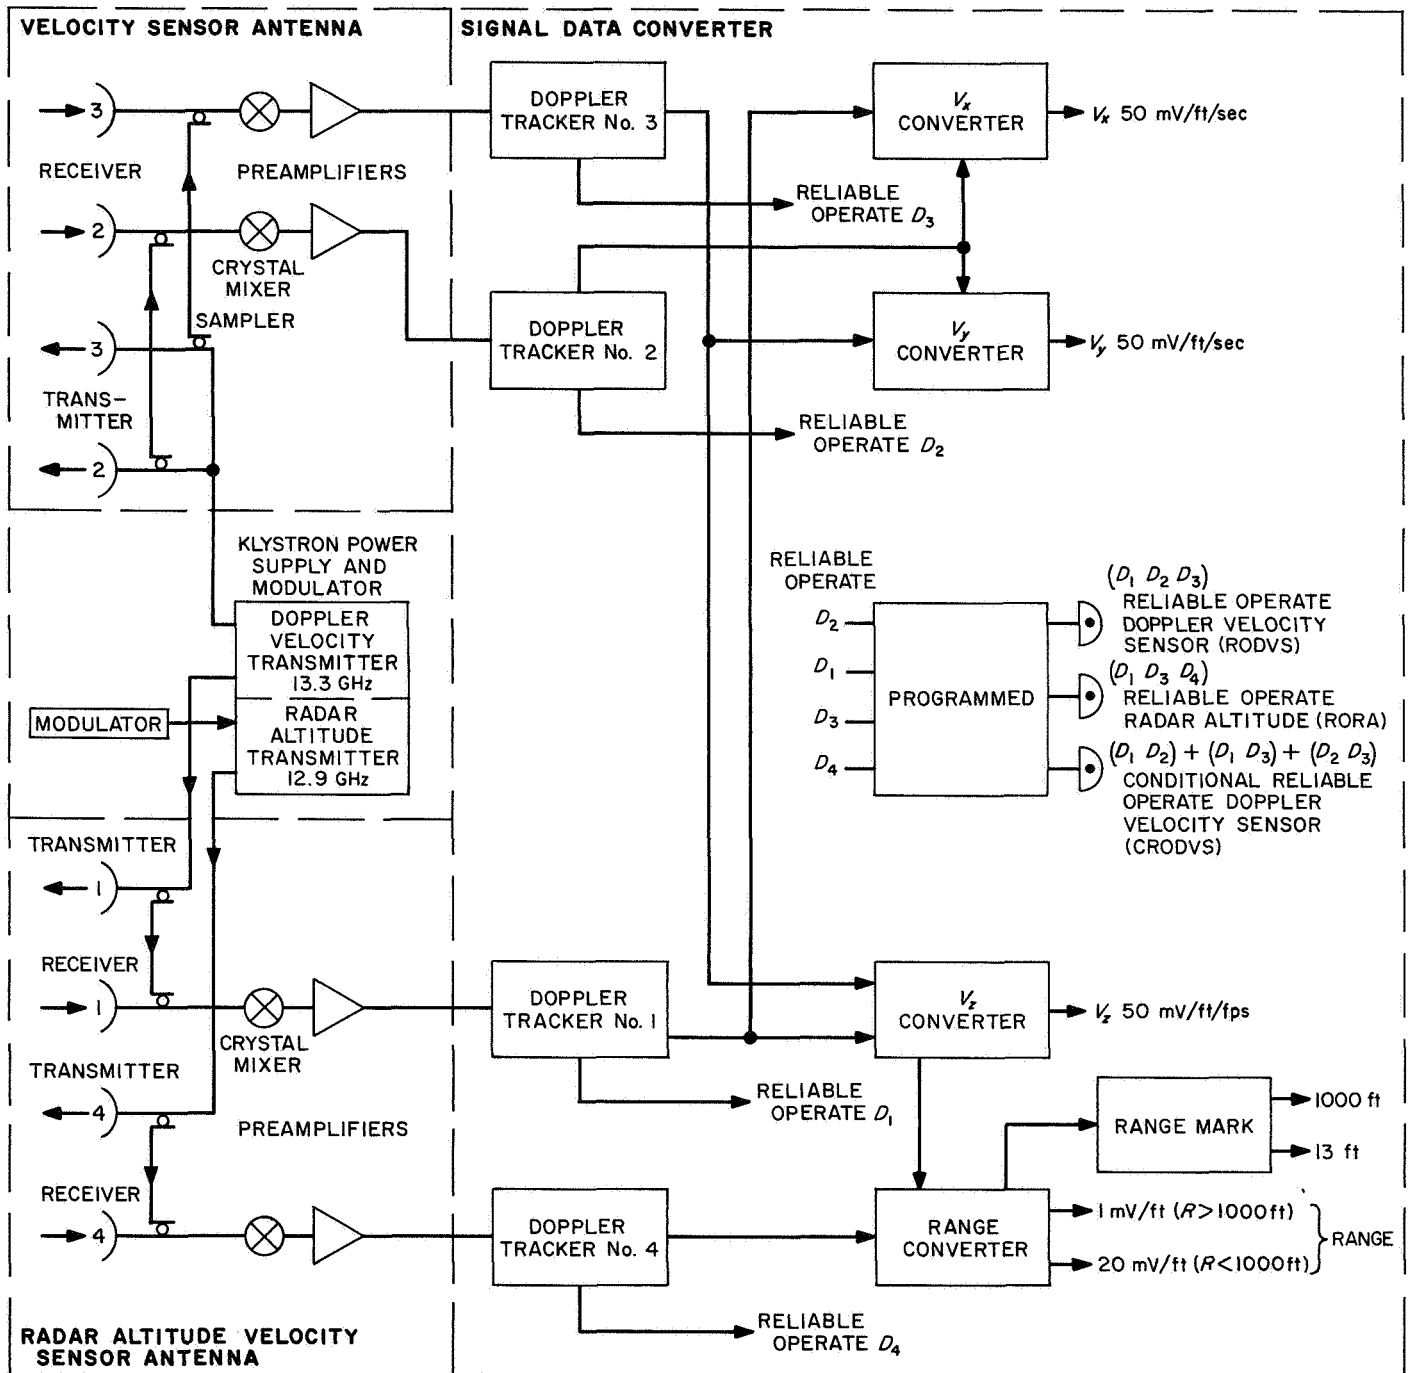 VELOCITY SENSOR ANTENNA
SIGNAL DATA CONVERTER
3
RECEIVER
PREAMPLIFIERS
2
CRYSTAL
MIXER
SAMPLER
3
TRANS-
MITTER
2
DOPPLER
TRACKER No. 3
RELIABLE
OPERATE D3
DOPPLER
TRACKER No. 2
RELIABLE
OPERATE D2
Vx
CONVERTER
Vx 50 mV/ft/sec
Vy
CONVERTER
Vy 50 mV/ft/sec
KLYSTRON POWER
SUPPLY AND
MODULATOR
DOPPLER
VELOCITY
TRANSMITTER
13.3 GHz
MODULATOR
RADAR
ALTITUDE
TRANSMITTER
12.9 GHz
RELIABLE
OPERATE
D2
D1
D3
D4
PROGRAMMED
(D1 D2 D3)
RELIABLE OPERATE
DOPPLER VELOCITY
SENSOR (RODVS)
(D1 D3 D4)
RELIABLE OPERATE
RADAR ALTITUDE (RORA)
(D1 D2) + (D1 D3) + (D2 D3)
CONDITIONAL RELIABLE
OPERATE DOPPLER
VELOCITY SENSOR
(CRODVS)
TRANSMITTER
1
RECEIVER
1
CRYSTAL
MIXER
TRANSMITTER
4
PREAMPLIFIERS
RECEIVER
4
DOPPLER
TRACKER No. 1
RELIABLE
OPERATE D1
DOPPLER
TRACKER No. 4
RELIABLE
OPERATE D4
Vz
CONVERTER
Vz 50 mV/ft/fps
RANGE MARK
1000 ft
13 ft
RANGE
CONVERTER
1 mV/ft (R>1000ft)
20 mV/ft (R<1000ft)
RANGE
RADAR ALTITUDE VELOCITY
SENSOR ANTENNA